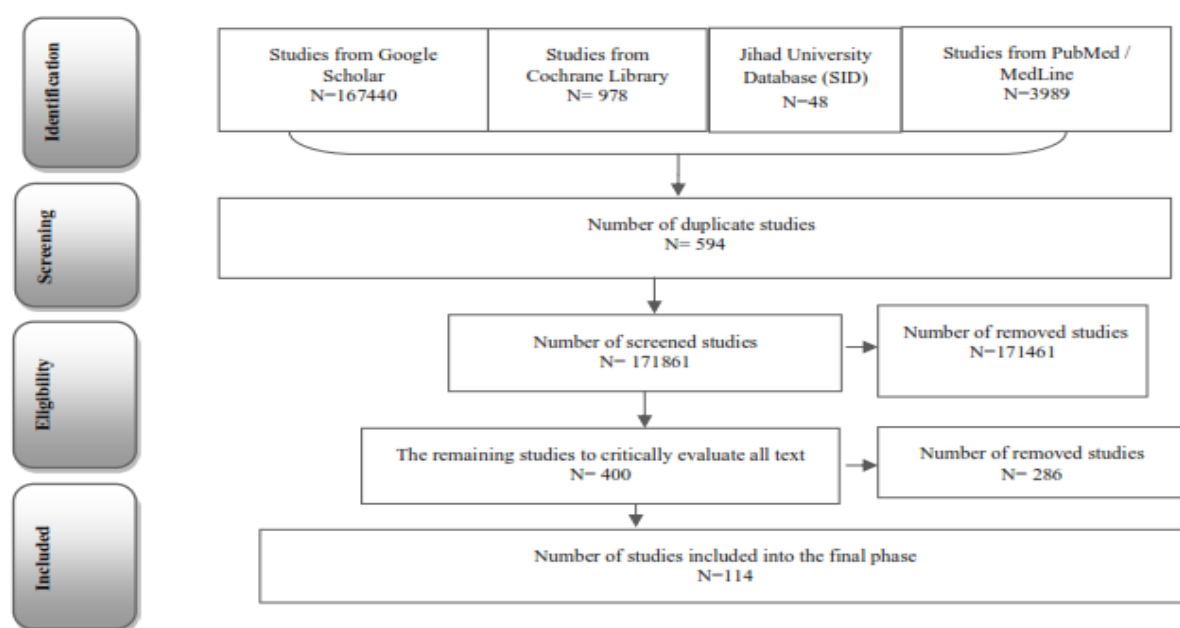 Identification
Studies from Google
Scholar
N=167440
Studies from
Cochrane Library
N= 978
Jihad University
Database (SID)
N=48
Studies from PubMed /
MedLine
N=3989
Screening
Number of duplicate studies
N= 594
Eligibility
Number of screened studies
N= 171861
Number of removed studies
N=171461
The remaining studies to critically evaluate all text
N= 400
Number of removed studies
N= 286
Included
Number of studies included into the final phase
N=114